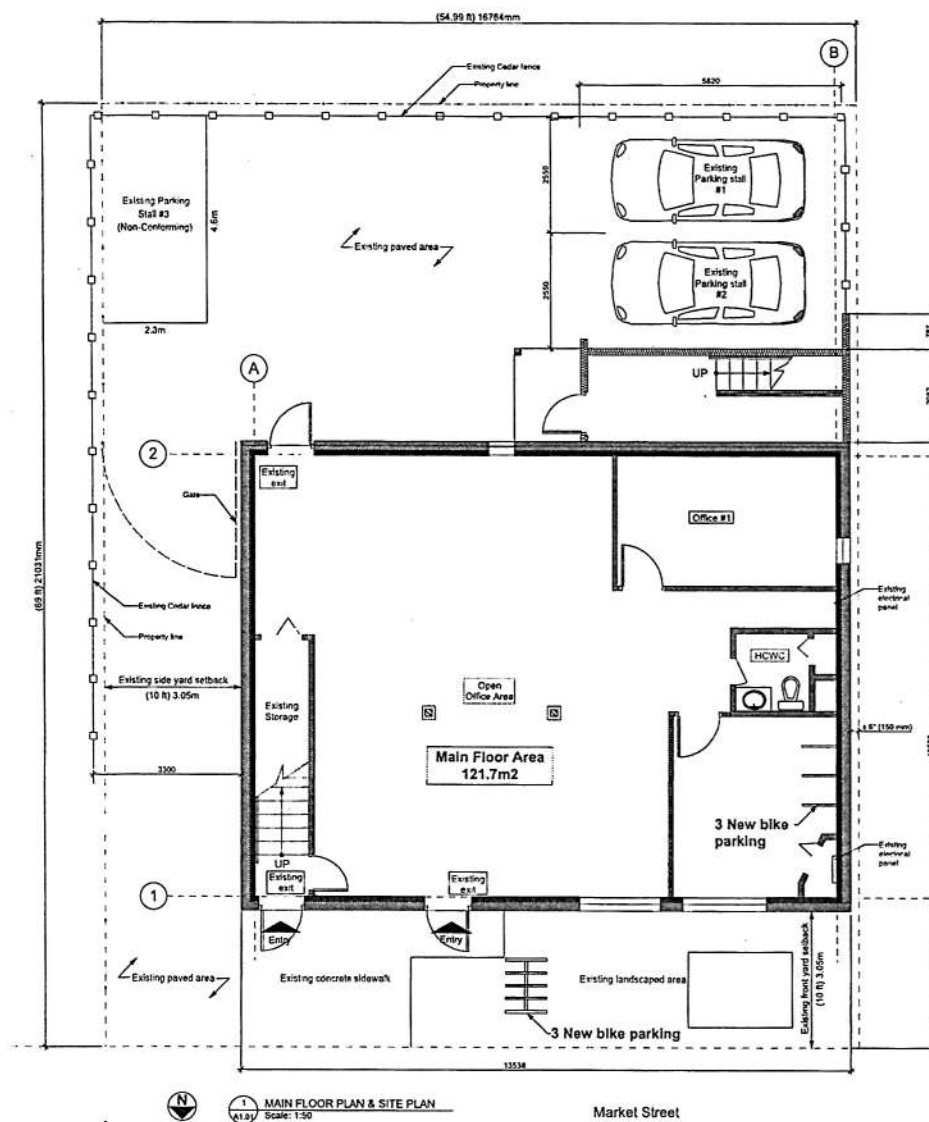 (54.99 ft) 16764mm
B
Existing Cedar fence
Property line
5820
Existing Parking
Stall #3
(Non-Conforming)
4.6m
2.3m
Existing paved area
2550
2550
Existing
Parking stall
#1
Existing
Parking stall
#2
A
UP
2
Existing
exit
Gate
Office #1
(69 ft) 21031mm
Existing Cedar fence
Property line
Existing
electrical
panel
HCWC
Existing side yard setback
(10 ft) 3.05m
Existing
Storage
Open
Office Area
± 6" (150 mm)
Main Floor Area
121.7m2
3300
3 New bike
parking
Existing
electrical
panel
UP
Existing
exit
Existing
exit
1
Entry
Entry
Existing paved area
Existing concrete sidewalk
Existing landscaped area
Existing front yard setback
(10 ft) 3.05m
3 New bike parking
13538
N
1
A1.01
MAIN FLOOR PLAN & SITE PLAN
Scale: 1:50
Market Street